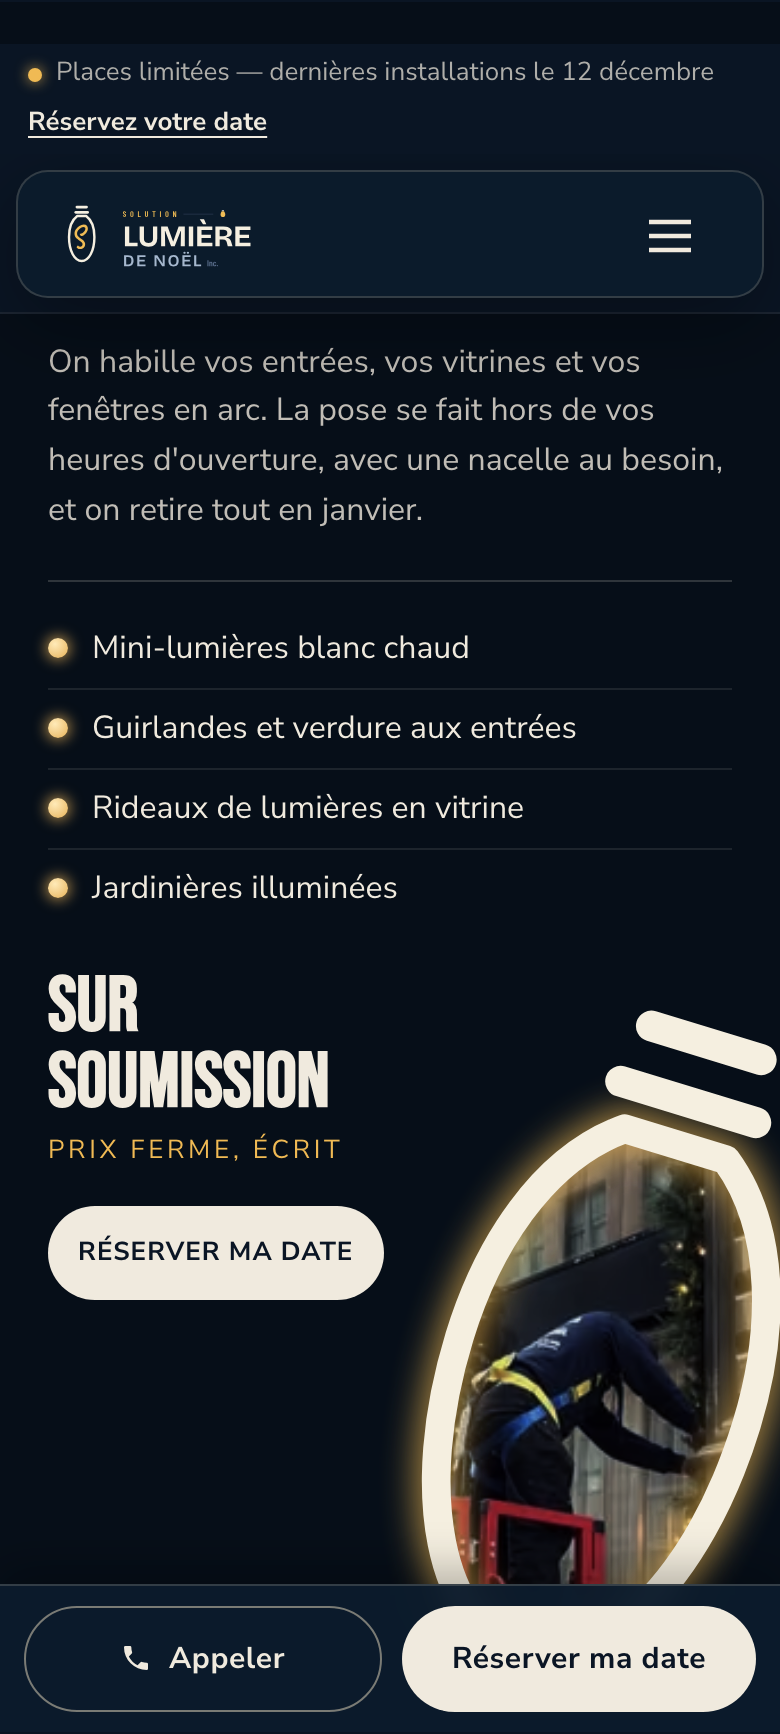 Places limitées — dernières installations le 12 décembre
Réservez votre date
SOLUTION
LUMIÈRE
DE NOËL Inc.
On habille vos entrées, vos vitrines et vos
fenêtres en arc. La pose se fait hors de vos
heures d'ouverture, avec une nacelle au besoin,
et on retire tout en janvier.
Mini-lumières blanc chaud
Guirlandes et verdure aux entrées
Rideaux de lumières en vitrine
Jardinières illuminées
SUR
SOUMISSION
PRIX FERME, ÉCRIT
RÉSERVER MA DATE
Appeler
Réserver ma date